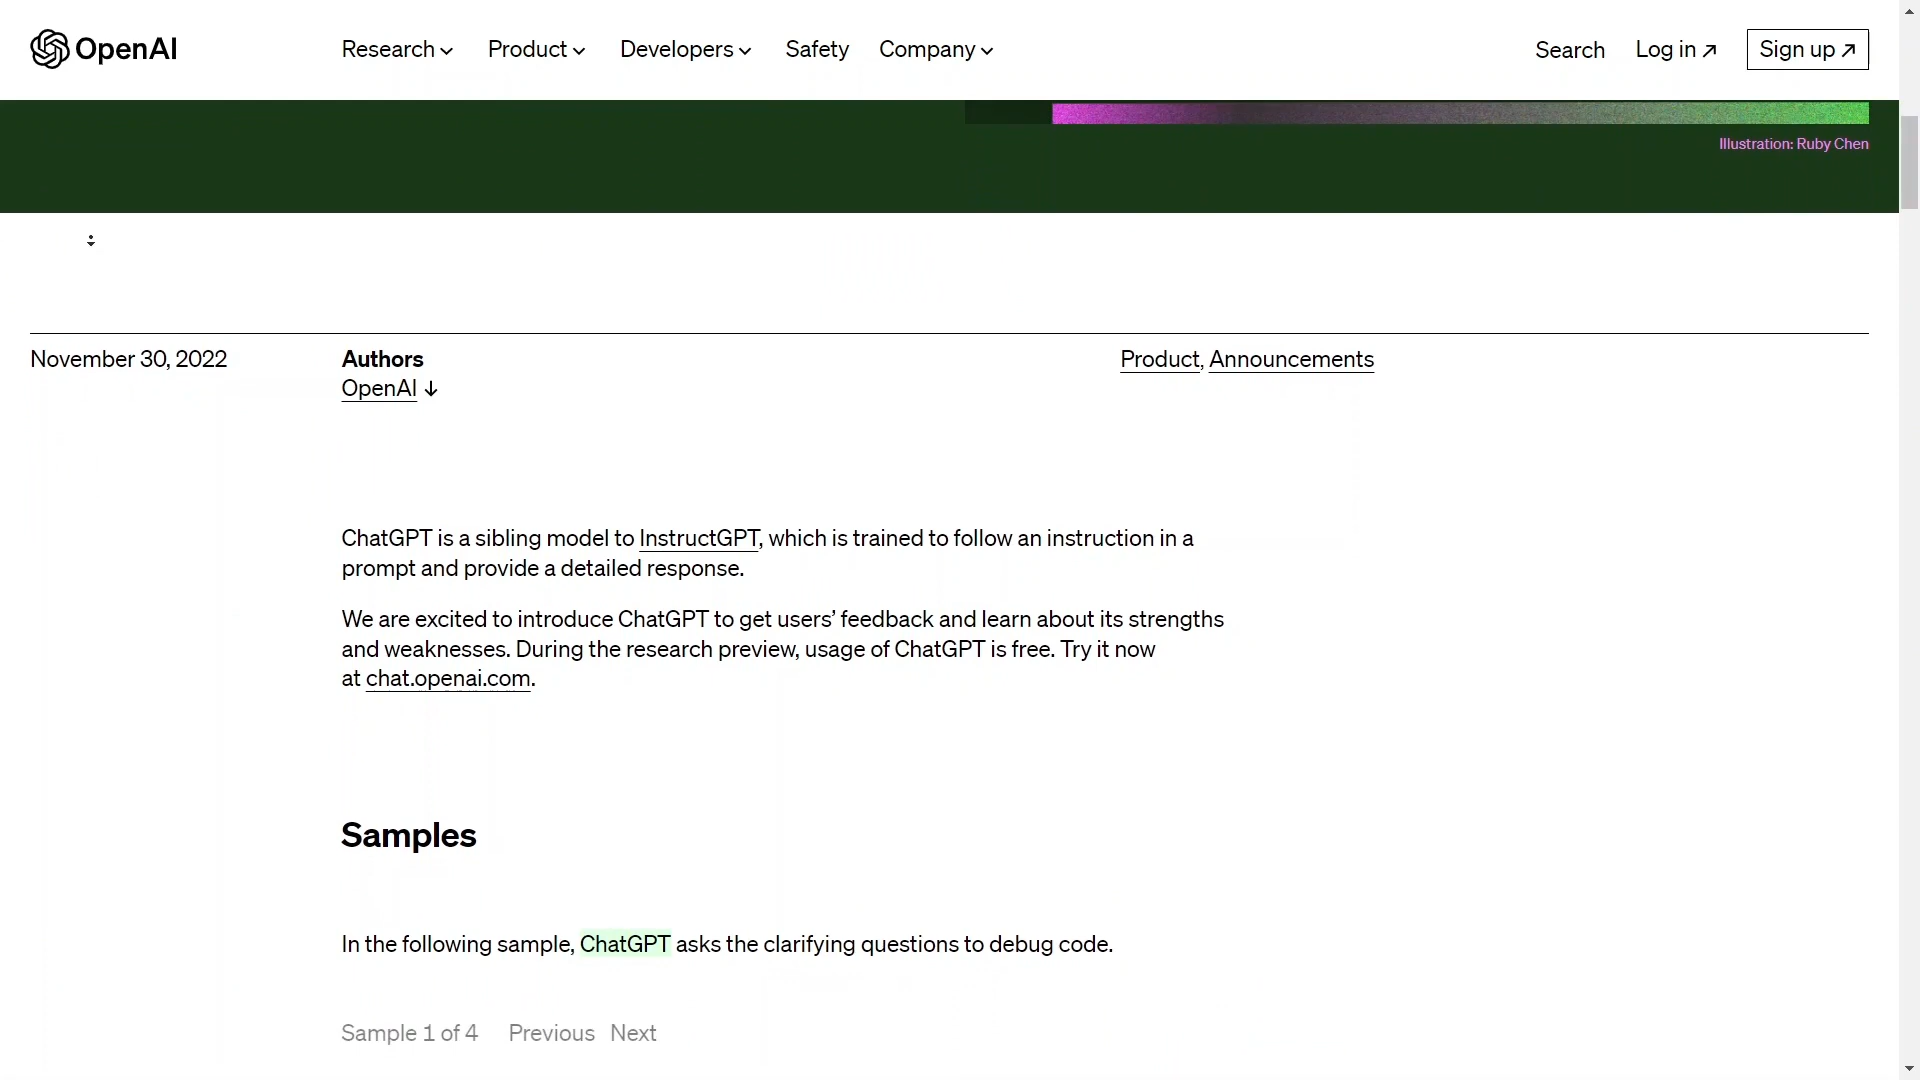 OpenAI
Research Product Developers Safety Company Search Log in Sign up
Illustration: Ruby Chen
November 30, 2022 Authors Product, Announcements
OpenAI
ChatGPT is a sibling model to InstructGPT, which is trained to follow an instruction in a
prompt and provide a detailed response.
We are excited to introduce ChatGPT to get users’ feedback and learn about its strengths
and weaknesses. During the research preview, usage of ChatGPT is free. Try it now
at chat.openai.com.
Samples
In the following sample, ChatGPT asks the clarifying questions to debug code.
Sample 1 of 4 Previous Next